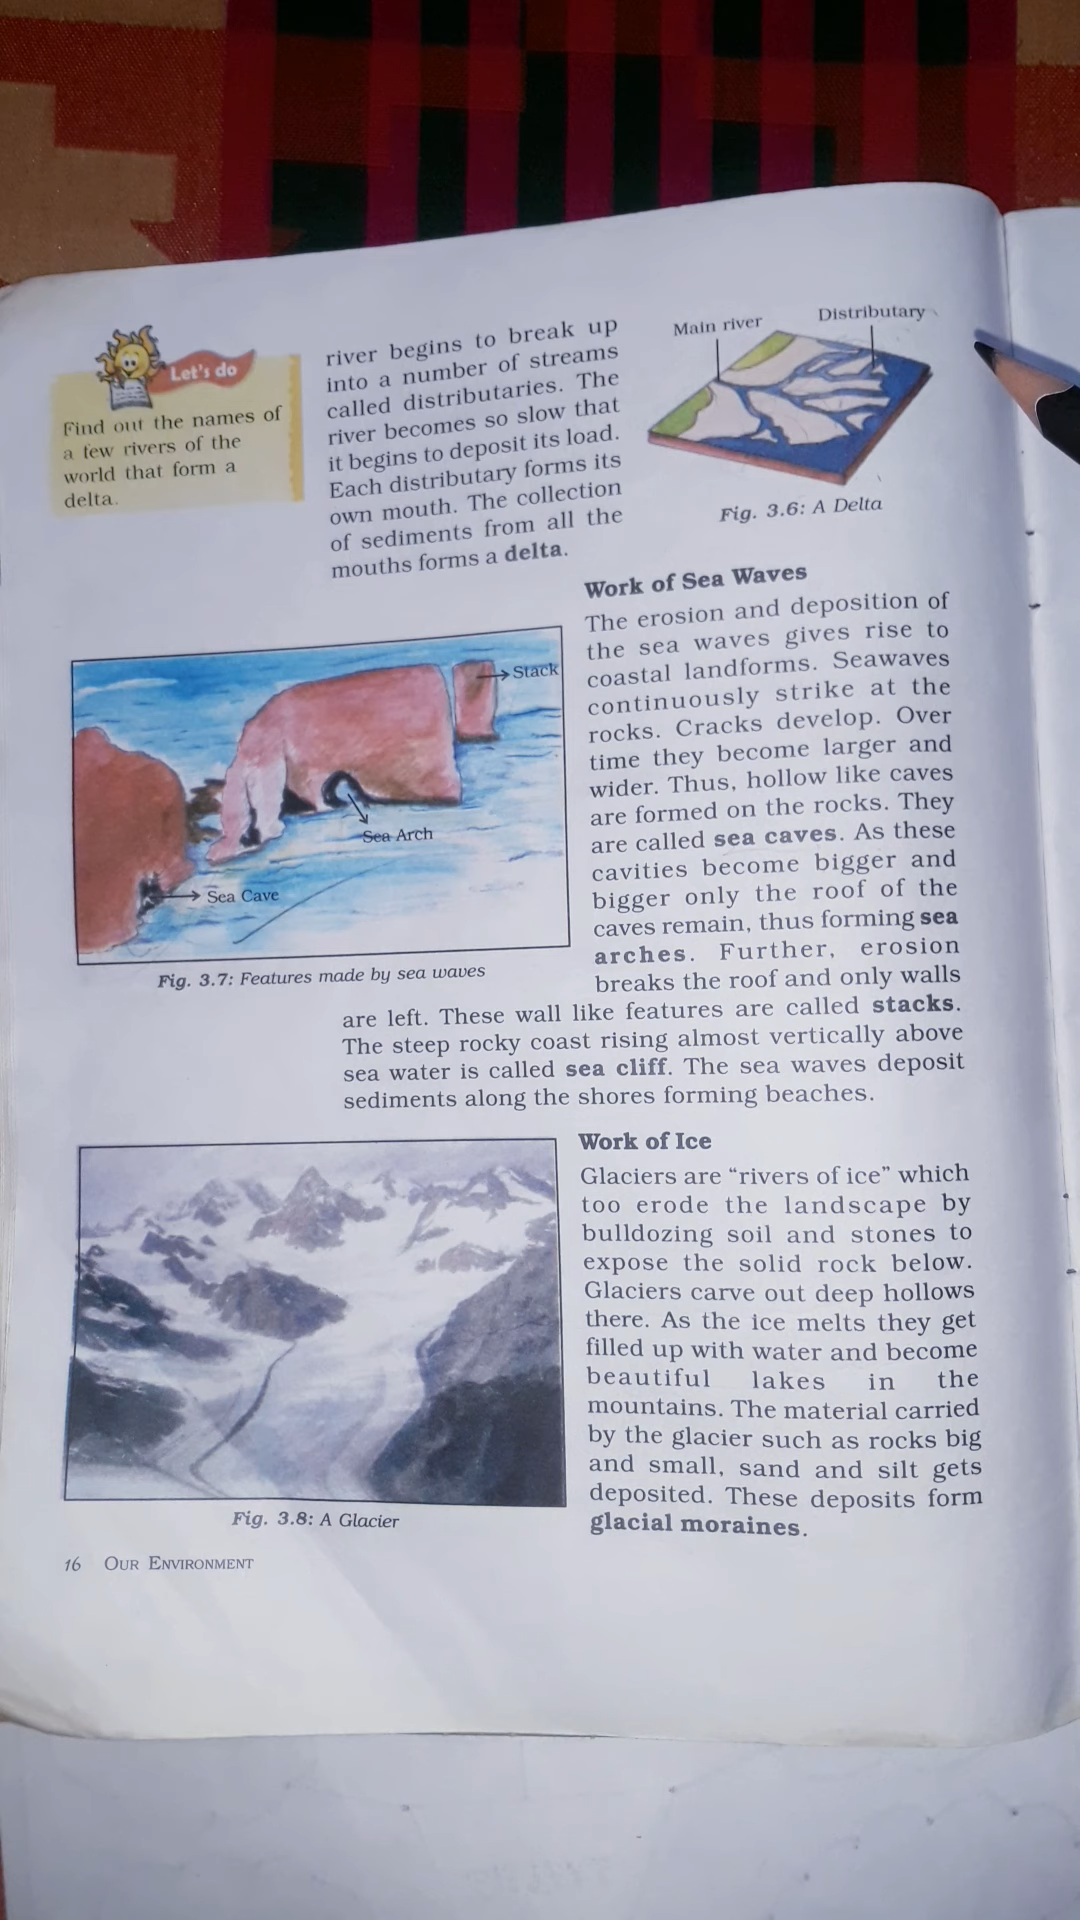 Let's do
Find out the names of
a few rivers of the
world that form a
delta.
river begins to break up
into a number of streams
called distributaries. The
river becomes so slow that
it begins to deposit its load.
Each distributary forms its
own mouth. The collection
of sediments from all the
mouths forms a delta.
Main river
Distributary
Fig. 3.6: A Delta
Work of Sea Waves
The erosion and deposition of
the sea waves gives rise to
coastal landforms. Seawaves
continuously strike at the
rocks. Cracks develop. Over
time they become larger and
wider. Thus, hollow like caves
are formed on the rocks. They
are called sea caves. As these
cavities become bigger and
bigger only the roof of the
caves remain, thus forming sea
arches. Further, erosion
breaks the roof and only walls
are left. These wall like features are called stacks.
The steep rocky coast rising almost vertically above
sea water is called sea cliff. The sea waves deposit
sediments along the shores forming beaches.
Stack
Sea Arch
Sea Cave
Fig. 3.7: Features made by sea waves
Work of Ice
Glaciers are “rivers of ice” which
too erode the landscape by
bulldozing soil and stones to
expose the solid rock below.
Glaciers carve out deep hollows
there. As the ice melts they get
filled up with water and become
beautiful lakes in the
mountains. The material carried
by the glacier such as rocks big
and small, sand and silt gets
deposited. These deposits form
glacial moraines.
Fig. 3.8: A Glacier
16 OUR ENVIRONMENT